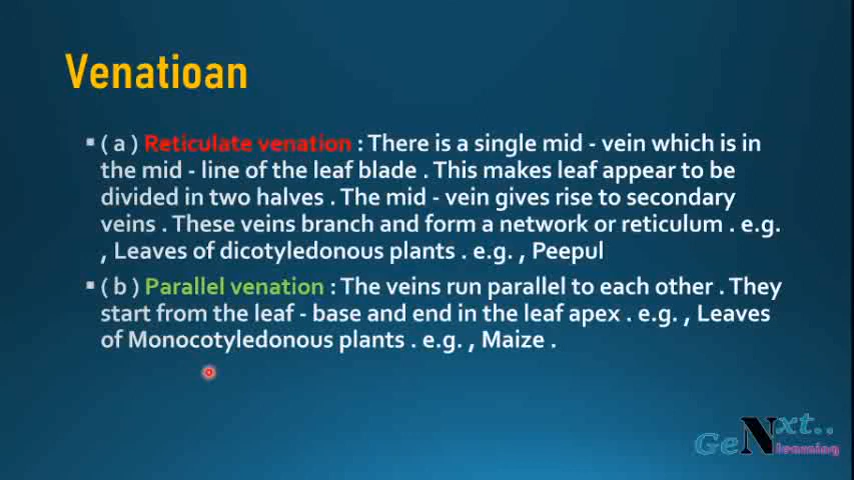 Venatioan
▪ ( a ) Reticulate venation : There is a single mid - vein which is in
the mid - line of the leaf blade . This makes leaf appear to be
divided in two halves . The mid - vein gives rise to secondary
veins . These veins branch and form a network or reticulum . e.g.
, Leaves of dicotyledonous plants . e.g. , Peepul
▪ ( b ) Parallel venation : The veins run parallel to each other . They
start from the leaf - base and end in the leaf apex . e.g. , Leaves
of Monocotyledonous plants . e.g. , Maize .
GeNxt..
learning